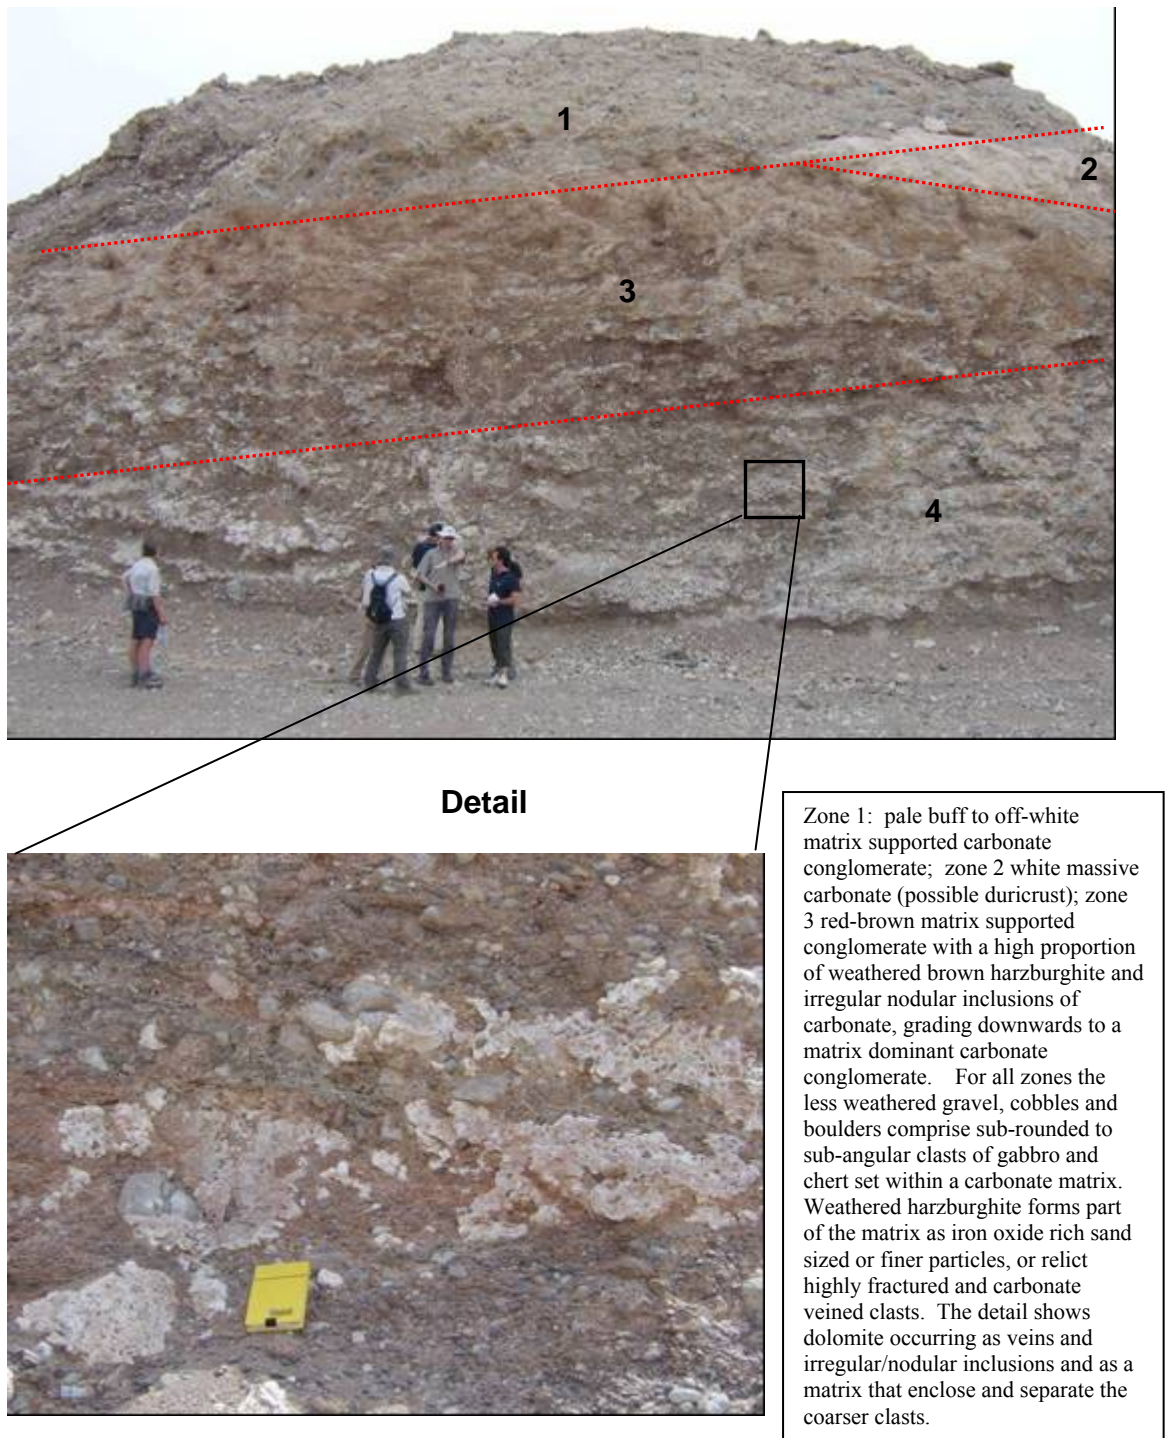 1
2
3
4
Detail
Zone 1: pale buff to off-white
matrix supported carbonate
conglomerate; zone 2 white massive
carbonate (possible duricrust); zone
3 red-brown matrix supported
conglomerate with a high proportion
of weathered brown harzburghite and
irregular nodular inclusions of
carbonate, grading downwards to a
matrix dominant carbonate
conglomerate. For all zones the
less weathered gravel, cobbles and
boulders comprise sub-rounded to
sub-angular clasts of gabbro and
chert set within a carbonate matrix.
Weathered harzburghite forms part
of the matrix as iron oxide rich sand
sized or finer particles, or relict
highly fractured and carbonate
veined clasts. The detail shows
dolomite occurring as veins and
irregular/nodular inclusions and as a
matrix that enclose and separate the
coarser clasts.